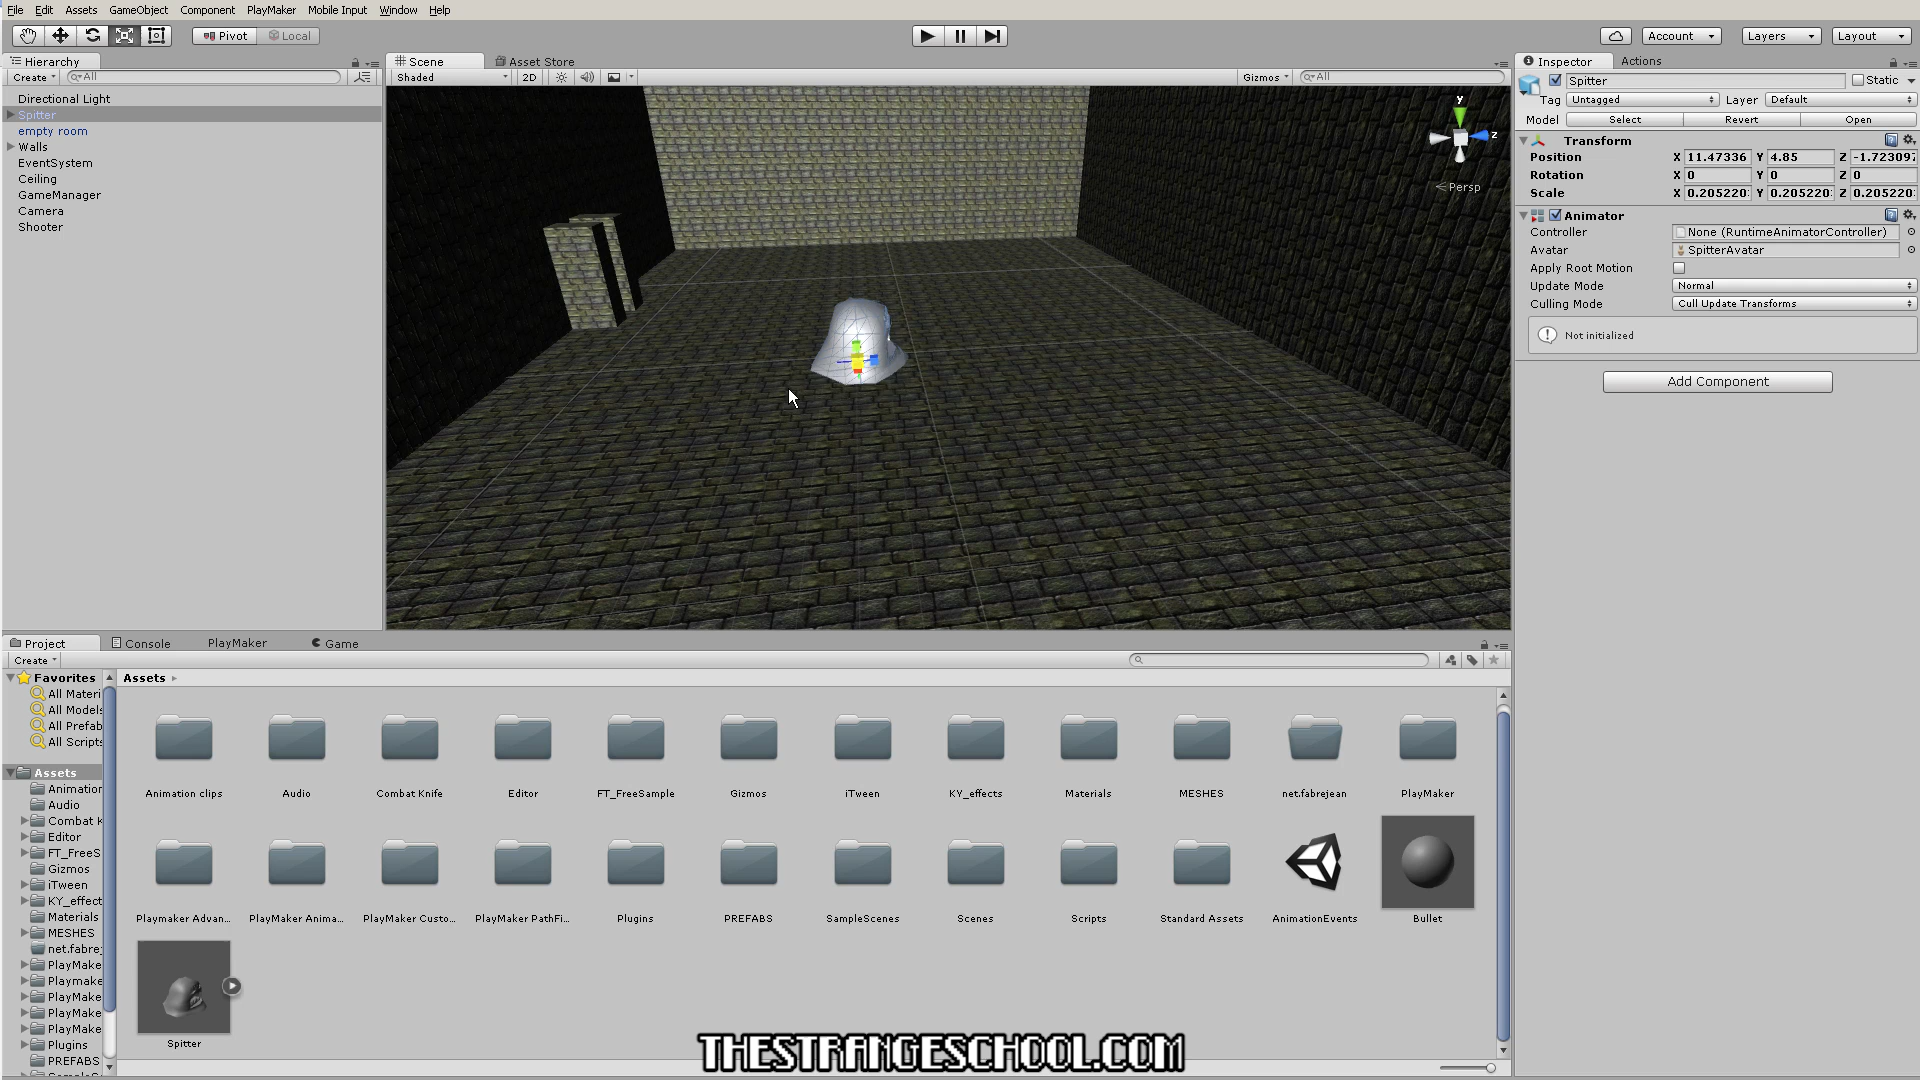 File Edit Assets GameObject Component PlayMaker Mobile Input Window Help
Pivot Local Account Layers Layout
Hierarchy
Create All
Directional Light
Spitter
empty room
Walls
EventSystem
Ceiling
GameManager
Camera
Shooter
Scene Asset Store
Shaded 2D Gizmos All
y
z
Persp
Inspector Actions
Spitter Static
Tag Untagged Layer Default
Model Select Revert Open
Transform
Position X 11.47336 Y 4.85 Z -1.723097
Rotation X 0 Y 0 Z 0
Scale X 0.205220 Y 0.205220 Z 0.205220
Animator
Controller None (RuntimeAnimatorController)
Avatar SpitterAvatar
Apply Root Motion
Update Mode Normal
Culling Mode Cull Update Transforms
Not initialized
Add Component
Project Console PlayMaker Game
Create
Favorites
All Materi
All Models
All Prefab
All Scripts
Assets
Animation
Audio
Combat K
Editor
FT_FreeS
Gizmos
iTween
KY_effect
Materials
MESHES
net.fabrej
PlayMake
Playmake
PlayMake
PlayMake
PlayMake
Plugins
PREFABS
Assets
Animation clips Audio Combat Knife Editor FT_FreeSample Gizmos iTween KY_effects Materials MESHES net.fabrejean PlayMaker
Playmaker Advan... PlayMaker Anima... PlayMaker Custo... PlayMaker PathFi... Plugins PREFABS SampleScenes Scenes Scripts Standard Assets AnimationEvents Bullet
Spitter
THESTRANGESCHOOL.COM